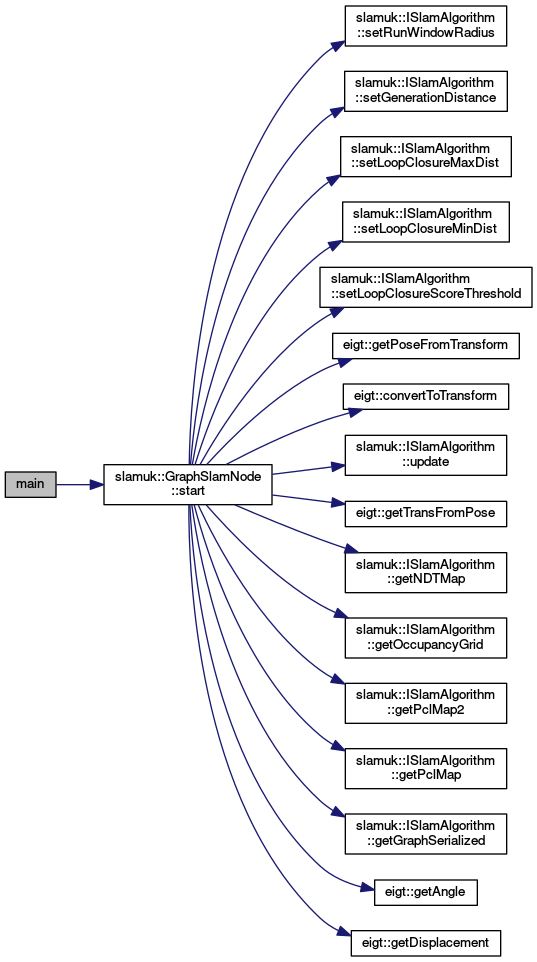 main
slamuk::GraphSlamNode
::start
slamuk::ISlamAlgorithm
::setRunWindowRadius
slamuk::ISlamAlgorithm
::setGenerationDistance
slamuk::ISlamAlgorithm
::setLoopClosureMaxDist
slamuk::ISlamAlgorithm
::setLoopClosureMinDist
slamuk::ISlamAlgorithm
::setLoopClosureScoreThreshold
eigt::getPoseFromTransform
eigt::convertToTransform
slamuk::ISlamAlgorithm
::update
eigt::getTransFromPose
slamuk::ISlamAlgorithm
::getNDTMap
slamuk::ISlamAlgorithm
::getOccupancyGrid
slamuk::ISlamAlgorithm
::getPclMap2
slamuk::ISlamAlgorithm
::getPclMap
slamuk::ISlamAlgorithm
::getGraphSerialized
eigt::getAngle
eigt::getDisplacement